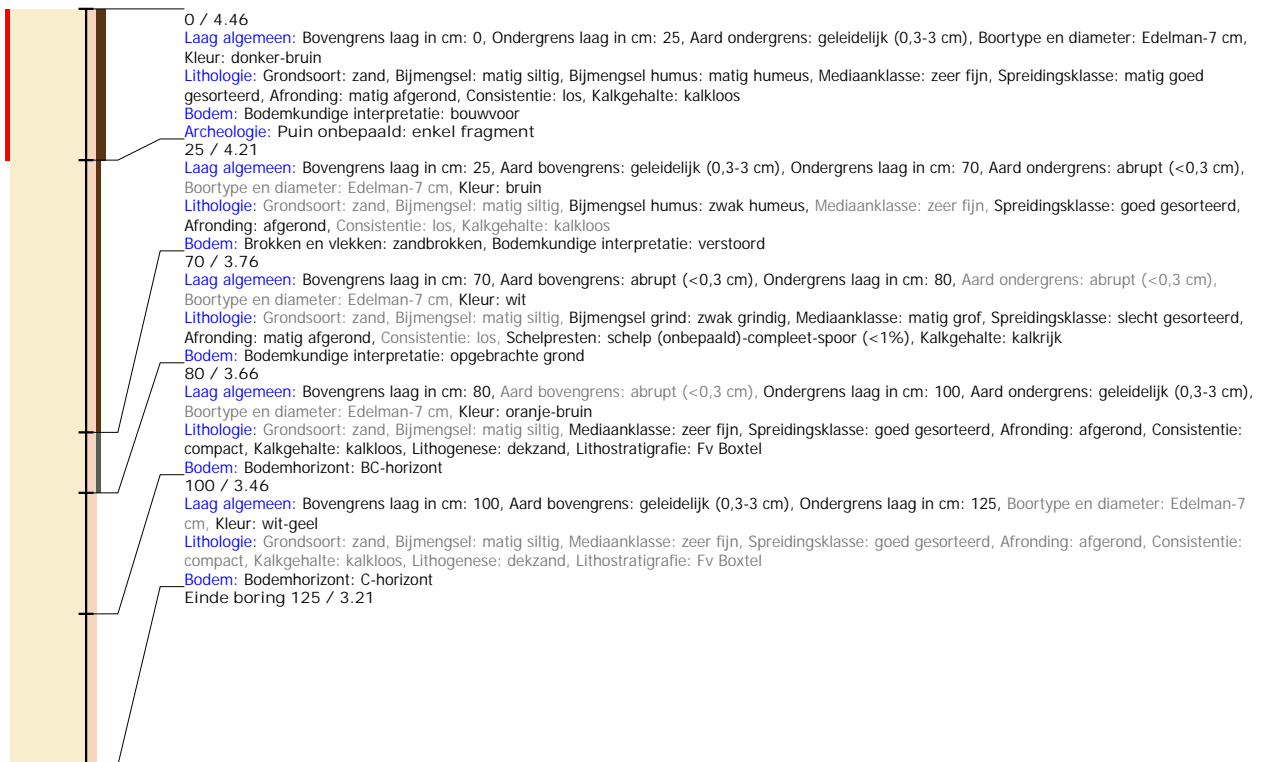 0 / 4.46
Laag algemeen: Bovengrens laag in cm: 0, Ondergrens laag in cm: 25, Aard ondergrens: geleidelijk (0,3-3 cm), Boortype en diameter: Edelman-7 cm,
Kleur: donker-bruin
Lithologie: Grondsoort: zand, Bijmengsel: matig siltig, Bijmengsel humus: matig humeus, Mediaanklasse: zeer fijn, Spreidingsklasse: matig goed
gesorteerd, Afronding: matig afgerond, Consistentie: los, Kalkgehalte: kalkloos
Bodem: Bodemkundige interpretatie: bouwvoor
Archeologie: Puin onbepaald: enkel fragment
25 / 4.21
Laag algemeen: Bovengrens laag in cm: 25, Aard bovengrens: geleidelijk (0,3-3 cm), Ondergrens laag in cm: 70, Aard ondergrens: abrupt (<0,3 cm),
Boortype en diameter: Edelman-7 cm, Kleur: bruin
Lithologie: Grondsoort: zand, Bijmengsel: matig siltig, Bijmengsel humus: zwak humeus, Mediaanklasse: zeer fijn, Spreidingsklasse: goed gesorteerd,
Afronding: afgerond, Consistentie: los, Kalkgehalte: kalkloos
Bodem: Brokken en vlekken: zandbrokken, Bodemkundige interpretatie: verstoord
70 / 3.76
Laag algemeen: Bovengrens laag in cm: 70, Aard bovengrens: abrupt (<0,3 cm), Ondergrens laag in cm: 80, Aard ondergrens: abrupt (<0,3 cm),
Boortype en diameter: Edelman-7 cm, Kleur: wit
Lithologie: Grondsoort: zand, Bijmengsel: matig siltig, Bijmengsel grind: zwak grindig, Mediaanklasse: matig grof, Spreidingsklasse: slecht gesorteerd,
Afronding: matig afgerond, Consistentie: los, Schelpresten: schelp (onbepaald)-compleet-spoor (<1%), Kalkgehalte: kalkrijk
Bodem: Bodemkundige interpretatie: opgebrachte grond
80 / 3.66
Laag algemeen: Bovengrens laag in cm: 80, Aard bovengrens: abrupt (<0,3 cm), Ondergrens laag in cm: 100, Aard ondergrens: geleidelijk (0,3-3 cm),
Boortype en diameter: Edelman-7 cm, Kleur: oranje-bruin
Lithologie: Grondsoort: zand, Bijmengsel: matig siltig, Mediaanklasse: zeer fijn, Spreidingsklasse: goed gesorteerd, Afronding: afgerond, Consistentie:
compact, Kalkgehalte: kalkloos, Lithogenese: dekzand, Lithostratigrafie: Fv Boxtel
Bodem: Bodemhorizont: BC-horizont
100 / 3.46
Laag algemeen: Bovengrens laag in cm: 100, Aard bovengrens: geleidelijk (0,3-3 cm), Ondergrens laag in cm: 125, Boortype en diameter: Edelman-7
cm, Kleur: wit-geel
Lithologie: Grondsoort: zand, Bijmengsel: matig siltig, Mediaanklasse: zeer fijn, Spreidingsklasse: goed gesorteerd, Afronding: afgerond, Consistentie:
compact, Kalkgehalte: kalkloos, Lithogenese: dekzand, Lithostratigrafie: Fv Boxtel
Bodem: Bodemhorizont: C-horizont
Einde boring 125 / 3.21